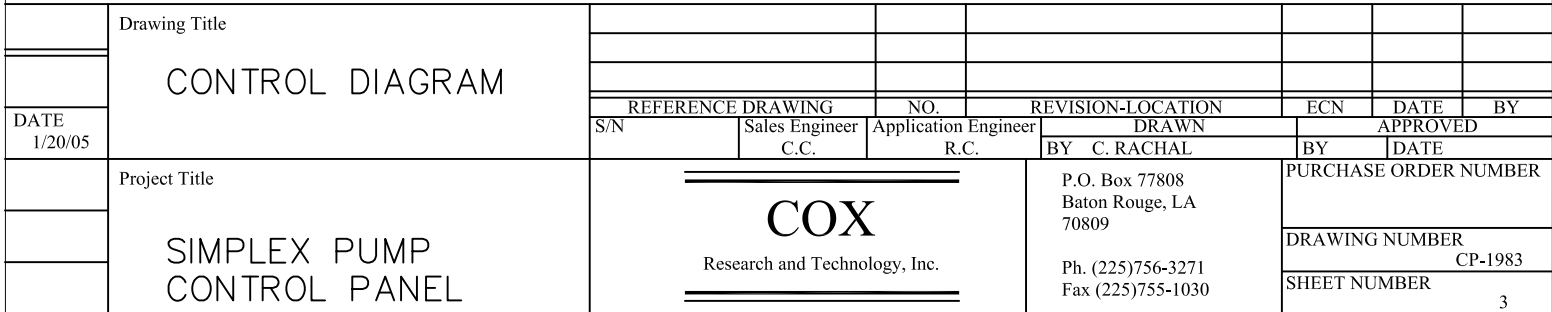 Drawing Title
CONTROL DIAGRAM
REFERENCE DRAWING NO. REVISION-LOCATION ECN DATE BY
DATE
1/20/05
S/N Sales Engineer Application Engineer DRAWN APPROVED
C.C. R.C. BY C. RACHAL BY DATE
Project Title
SIMPLEX PUMP
CONTROL PANEL
COX
Research and Technology, Inc.
P.O. Box 77808
Baton Rouge, LA
70809
Ph. (225)756-3271
Fax (225)755-1030
PURCHASE ORDER NUMBER
DRAWING NUMBER
CP-1983
SHEET NUMBER
3